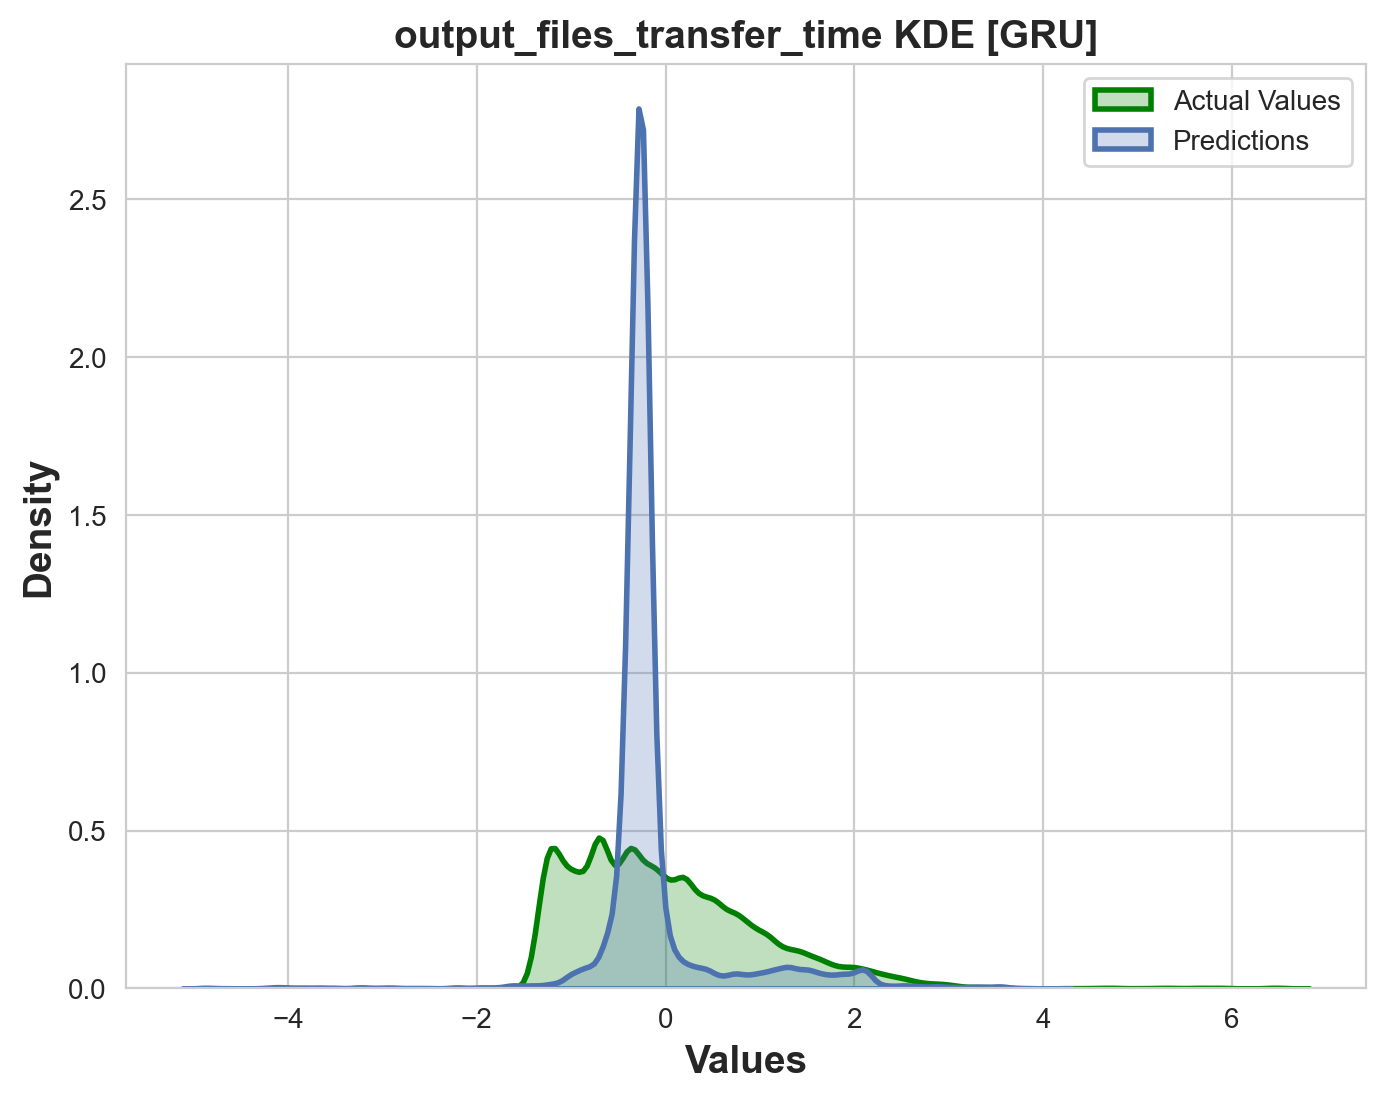 output_files_transfer_time KDE [GRU]
Actual Values
Predictions
Density
2.5
2.0
1.5
1.0
0.5
0.0
−4
−2
0
2
4
6
Values